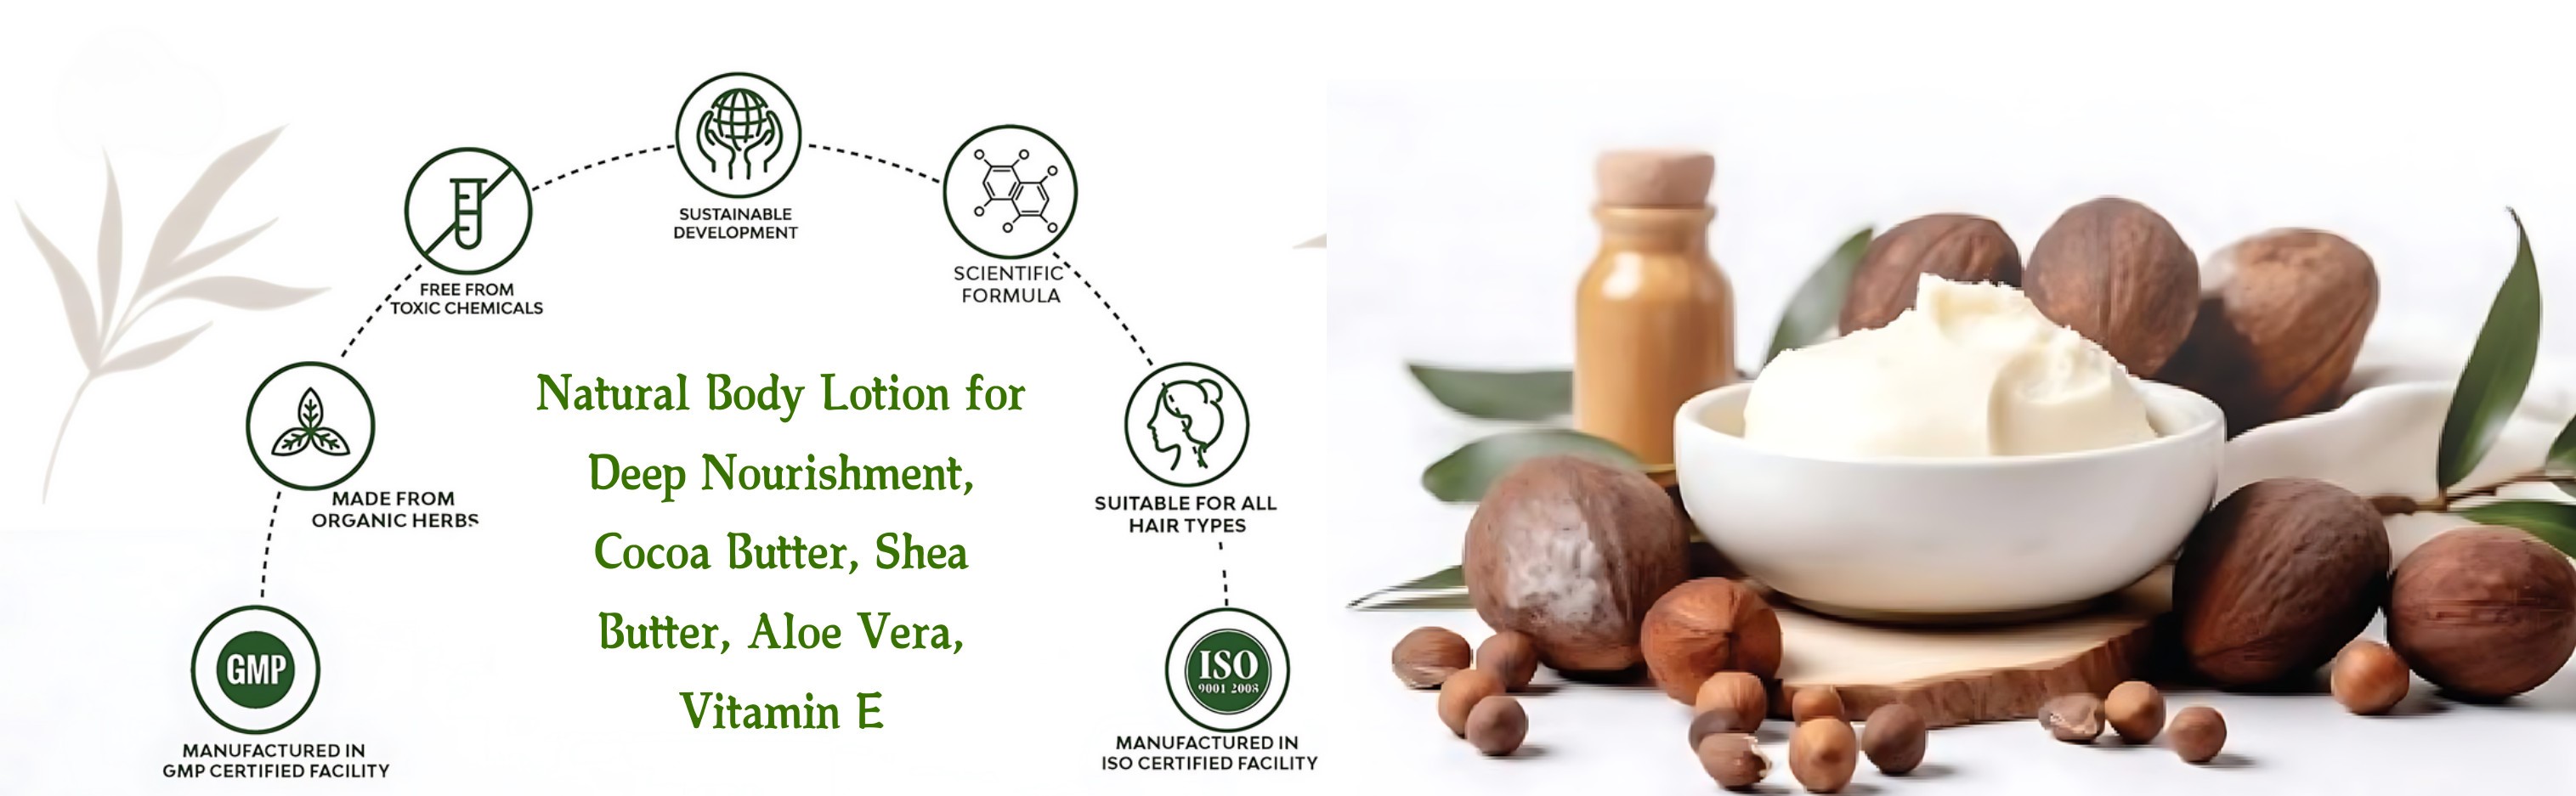 SUSTAINABLE
DEVELOPMENT
FREE FROM
TOXIC CHEMICALS
SCIENTIFIC
FORMULA
MADE FROM
ORGANIC HERBS
SUITABLE FOR ALL
HAIR TYPES
Natural Body Lotion for
Deep Nourishment,
Cocoa Butter, Shea
Butter, Aloe Vera,
Vitamin E
GMP
MANUFACTURED IN
GMP CERTIFIED FACILITY
ISO
9001 2008
MANUFACTURED IN
ISO CERTIFIED FACILITY